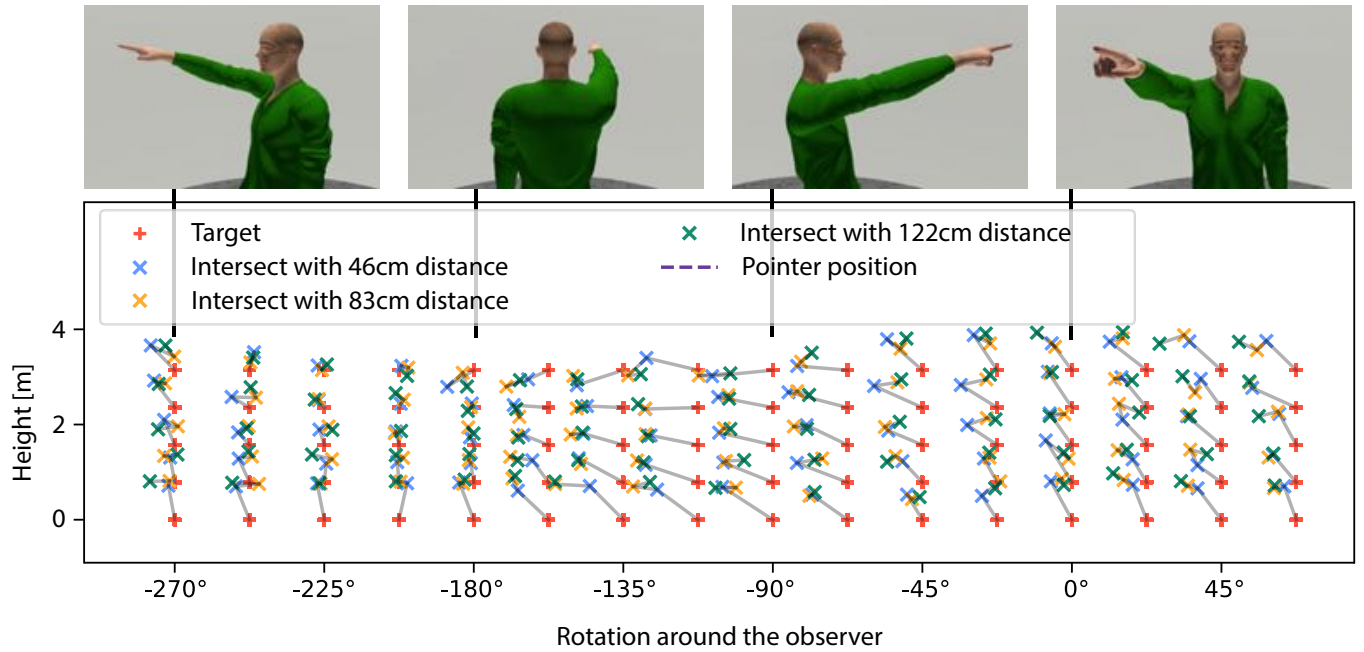 Target
Intersect with 46cm distance
Intersect with 83cm distance
Intersect with 122cm distance
Pointer position
4
2
0
Height [m]
-270° -225° -180° -135° -90° -45° 0° 45°
Rotation around the observer